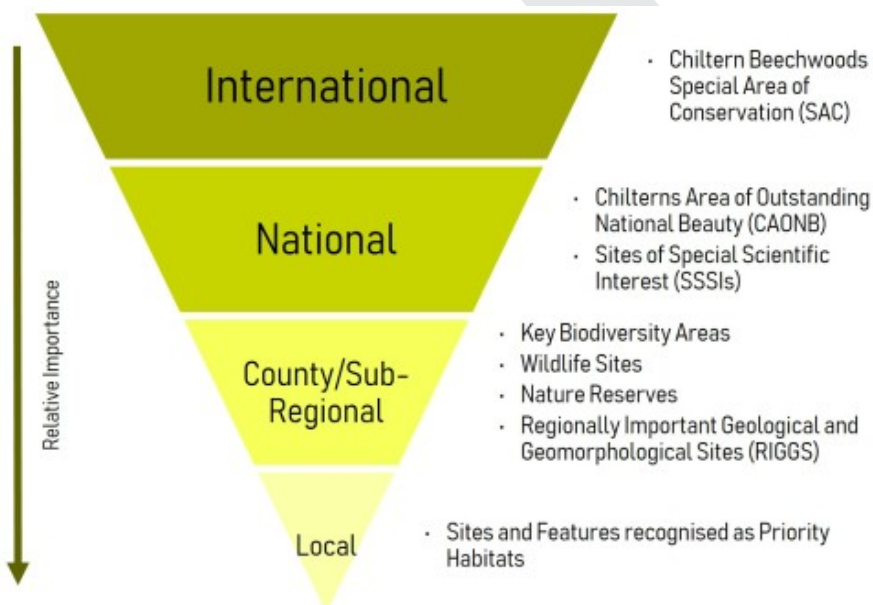 International
· Chiltern Beechwoods
Special Area of
Conservation (SAC)
National
· Chilterns Area of Outstanding
National Beauty (CAONB)
· Sites of Special Scientific
Interest (SSSIs)
Relative Importance
County/Sub-
Regional
· Key Biodiversity Areas
· Wildlife Sites
· Nature Reserves
· Regionally Important Geological and
Geomorphological Sites (RIGGS)
Local
· Sites and Features recognised as Priority
Habitats